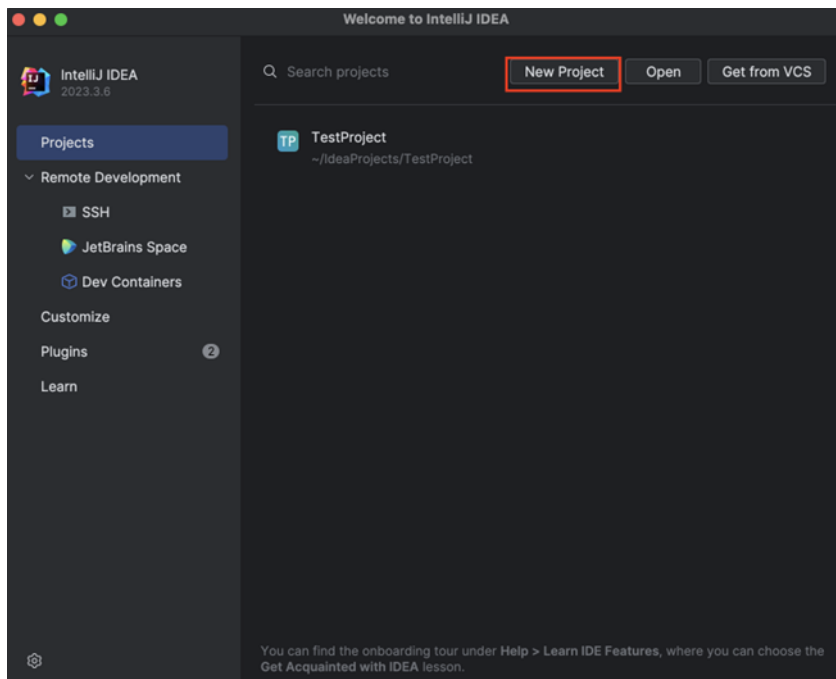 Welcome to IntelliJ IDEA
IJ
IntelliJ IDEA
2023.3.6
Search projects
New Project
Open
Get from VCS
Projects
TP
TestProject
~/IdeaProjects/TestProject
Remote Development
SSH
JetBrains Space
Dev Containers
Customize
Plugins
2
Learn
You can find the onboarding tour under Help > Learn IDE Features, where you can choose the
Get Acquainted with IDEA lesson.